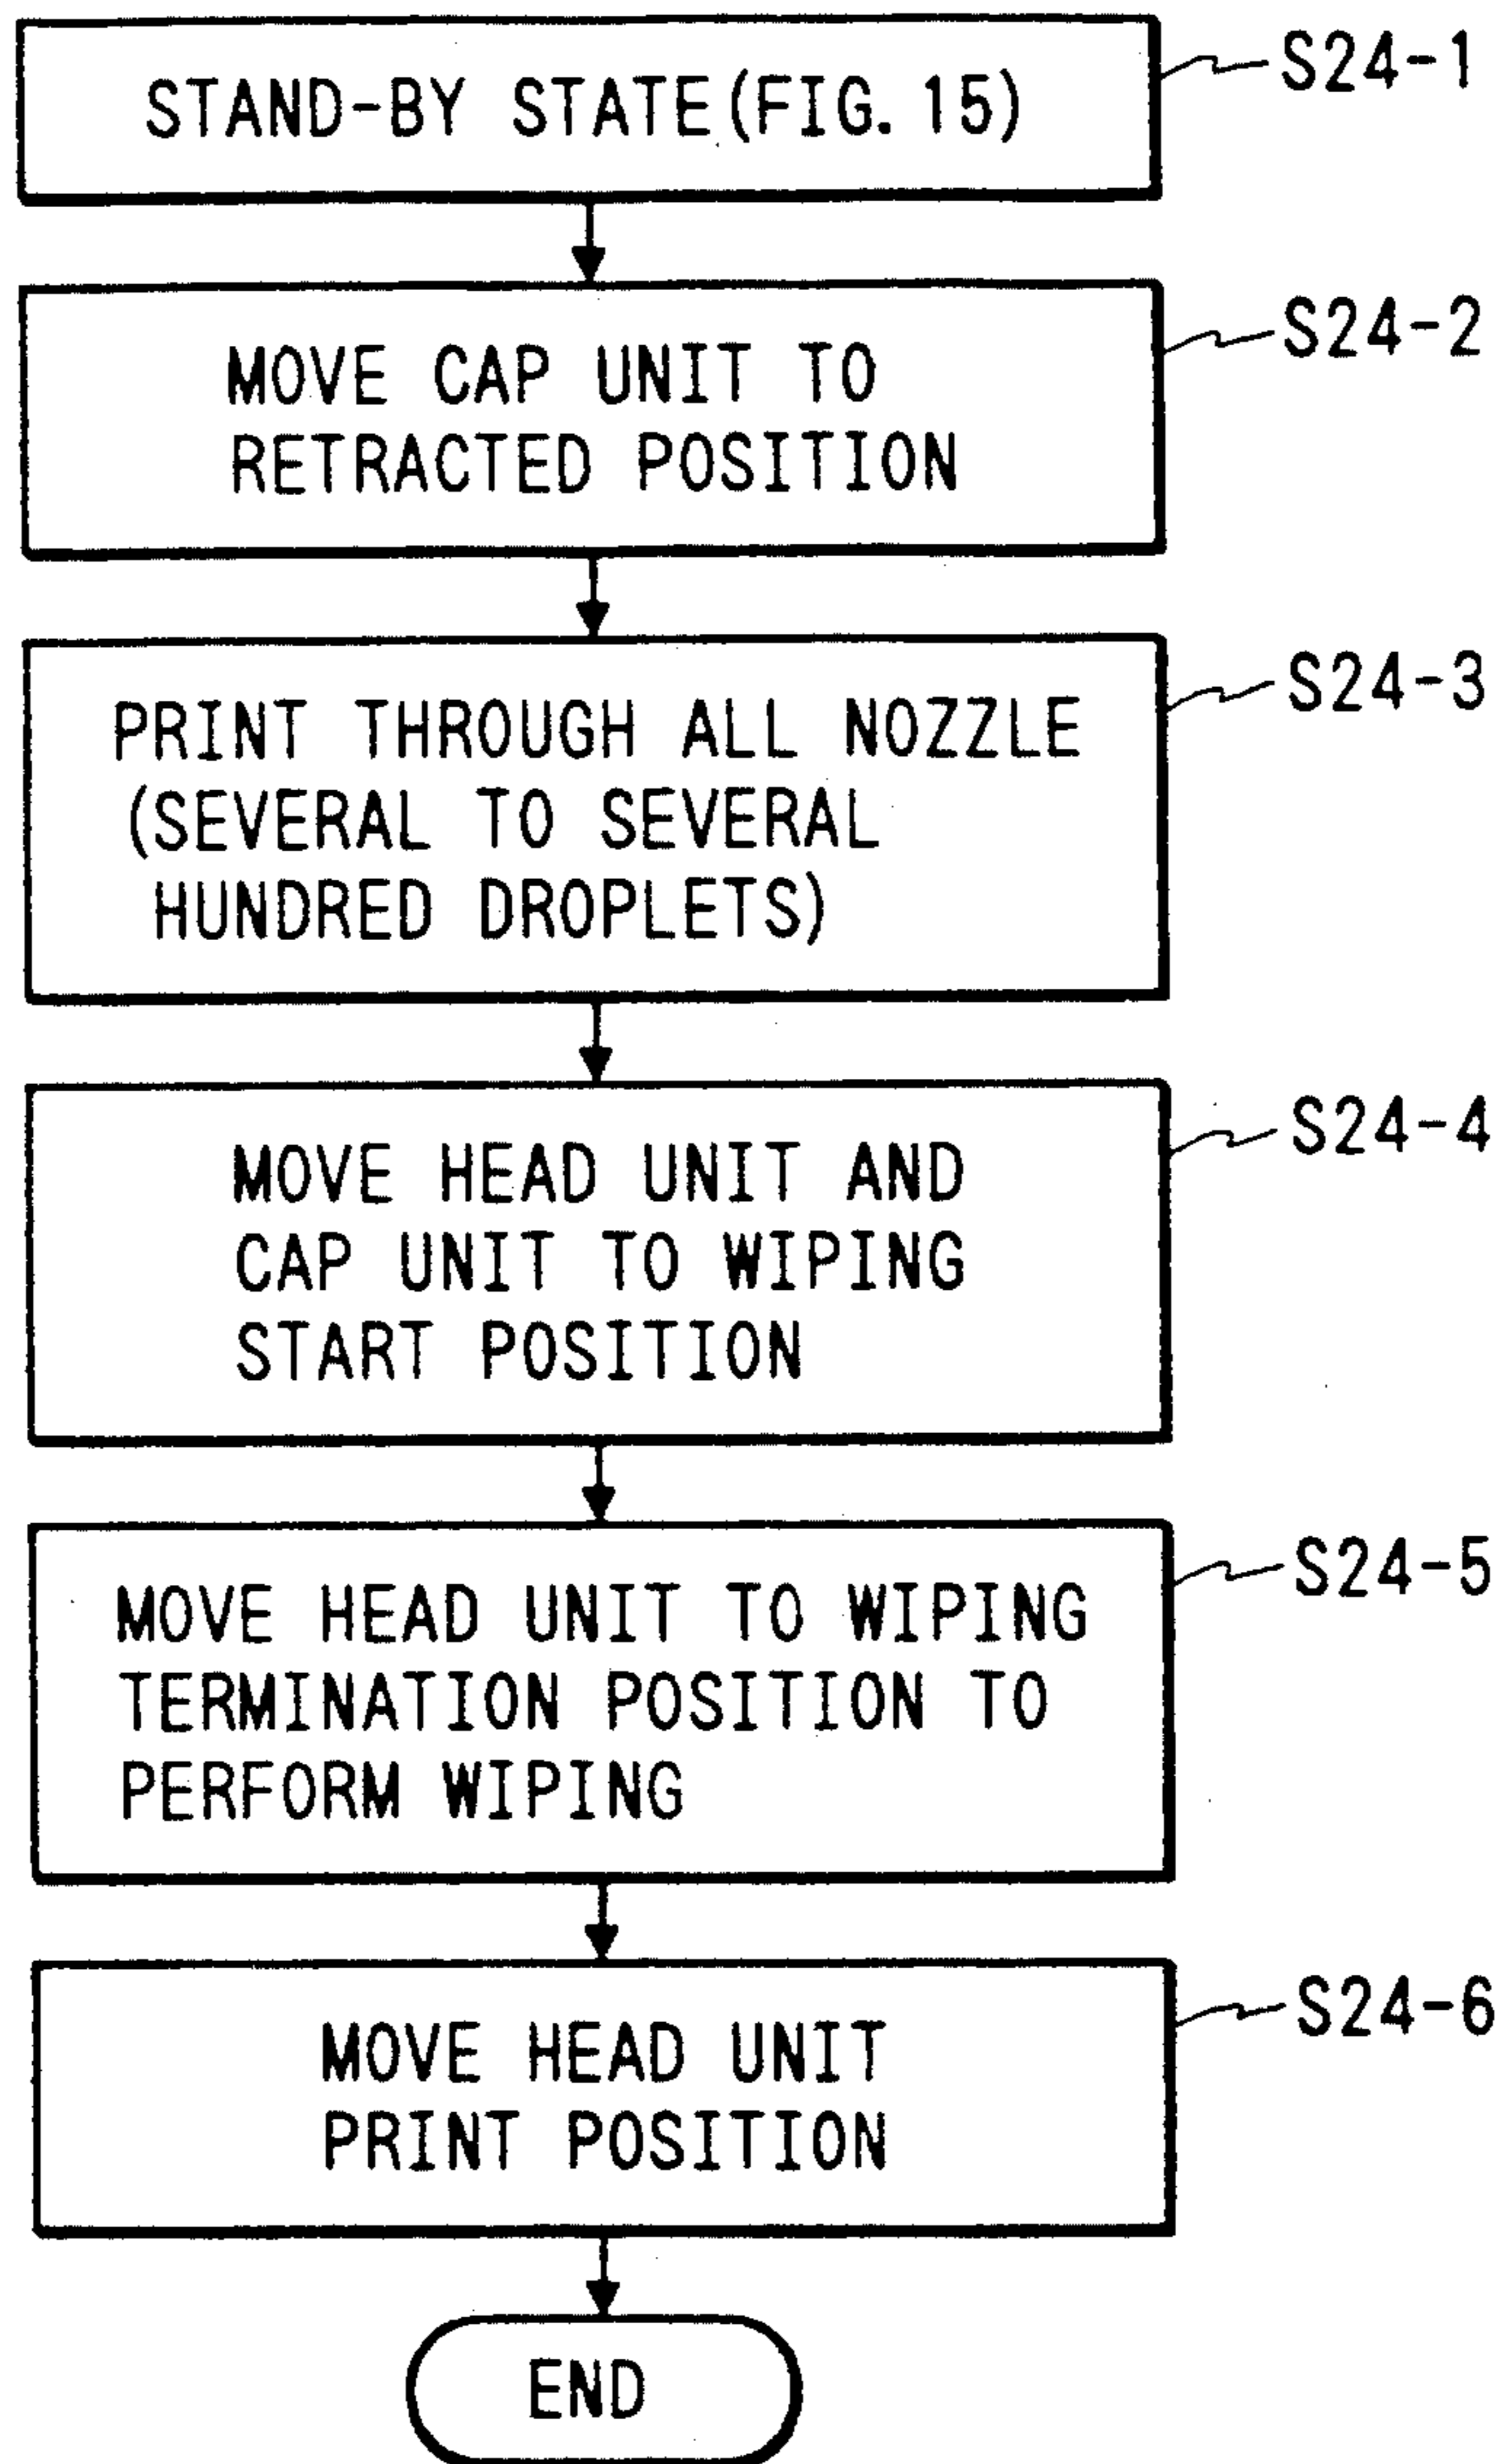 STAND-BY STATE(FIG. 15)
S24-1
MOVE CAP UNIT TO
RETRACTED POSITION
S24-2
PRINT THROUGH ALL NOZZLE
(SEVERAL TO SEVERAL
HUNDRED DROPLETS)
S24-3
MOVE HEAD UNIT AND
CAP UNIT TO WIPING
START POSITION
S24-4
MOVE HEAD UNIT TO WIPING
TERMINATION POSITION TO
PERFORM WIPING
S24-5
MOVE HEAD UNIT
PRINT POSITION
S24-6
END